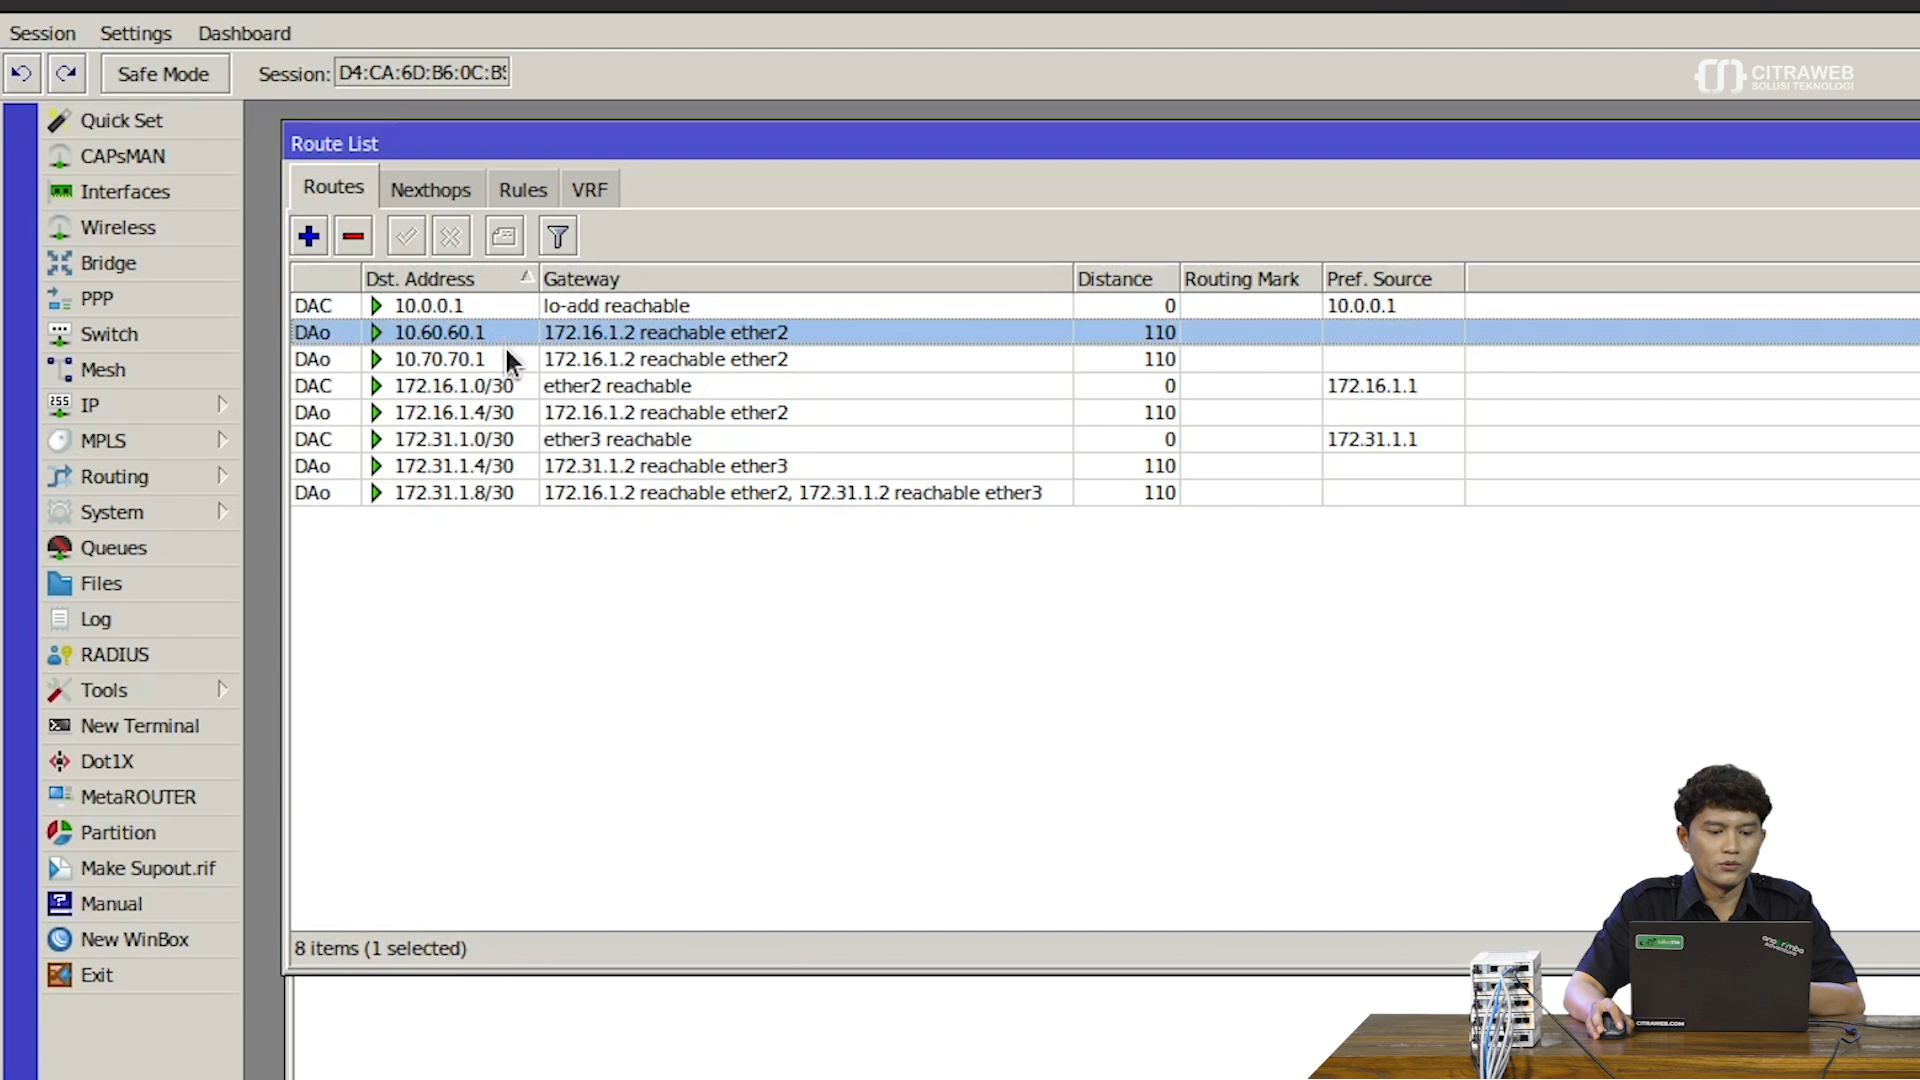 Session Settings Dashboard
Safe Mode Session: D4:CA:6D:B6:0C:B
CITRAWEB
SOLUSI TEKNOLOGI
Quick Set
CAPsMAN
Interfaces
Wireless
Bridge
PPP
Switch
Mesh
IP
MPLS
Routing
System
Queues
Files
Log
RADIUS
Tools
New Terminal
Dot1X
MetaROUTER
Partition
Make Supout.rif
Manual
New WinBox
Exit
Route List
Routes Nexthops Rules VRF
Dst. Address Gateway Distance Routing Mark Pref. Source
DAC 10.0.0.1 lo-add reachable 0 10.0.0.1
DAo 10.60.60.1 172.16.1.2 reachable ether2 110
DAo 10.70.70.1 172.16.1.2 reachable ether2 110
DAC 172.16.1.0/30 ether2 reachable 0 172.16.1.1
DAo 172.16.1.4/30 172.16.1.2 reachable ether2 110
DAC 172.31.1.0/30 ether3 reachable 0 172.31.1.1
DAo 172.31.1.4/30 172.31.1.2 reachable ether3 110
DAo 172.31.1.8/30 172.16.1.2 reachable ether2, 172.31.1.2 reachable ether3 110
8 items (1 selected)
CITRAWEB.COM